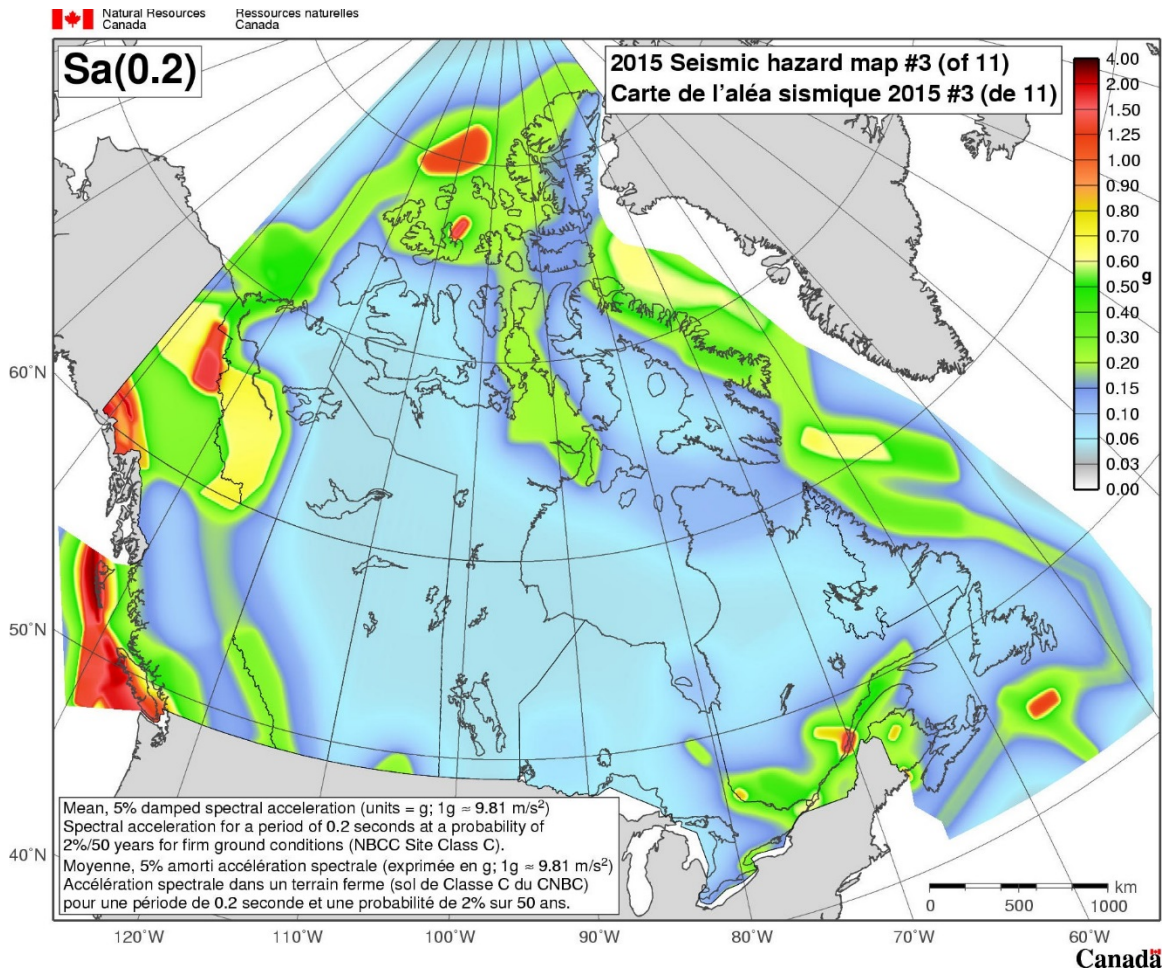 Natural Resources Ressources naturelles
Canada Canada
Sa(0.2)
2015 Seismic hazard map #3 (of 11)
Carte de l'aléa sismique 2015 #3 (de 11)
4.00
2.00
1.50
1.25
1.00
0.90
0.80
0.70
0.60
g
0.50
0.40
0.30
0.20
0.15
0.10
0.06
0.03
0.00
60˚N
50˚N
40˚N
Mean, 5% damped spectral acceleration (units = g; 1g ≈ 9.81 m/s²)
Spectral acceleration for a period of 0.2 seconds at a probability of
2%/50 years for firm ground conditions (NBCC Site Class C).
Moyenne, 5% amorti accélération spectrale (exprimée en g; 1g ≈ 9.81 m/s²)
Accélération spectrale dans un terrain ferme (sol de Classe C du CNBC)
pour une période de 0.2 seconde et une probabilité de 2% sur 50 ans.
km
0 500 1000
120˚W 110˚W 100˚W 90˚W 80˚W 70˚W 60˚W
Canada